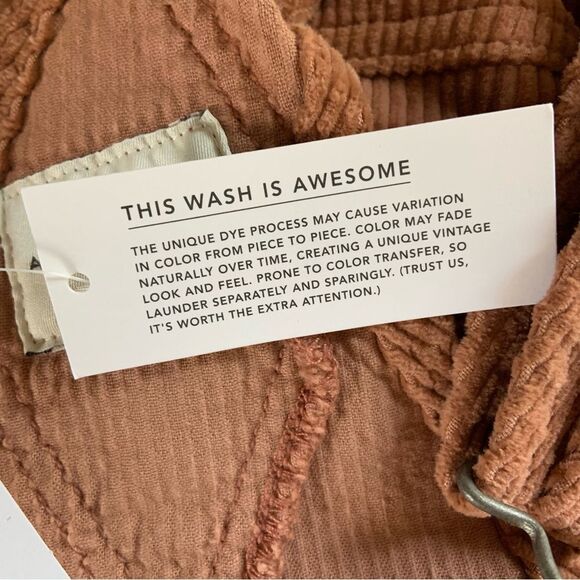 THIS WASH IS AWESOME
THE UNIQUE DYE PROCESS MAY CAUSE VARIATION
IN COLOR FROM PIECE TO PIECE. COLOR MAY FADE
NATURALLY OVER TIME, CREATING A UNIQUE VINTAGE
LOOK AND FEEL. PRONE TO COLOR TRANSFER, SO
LAUNDER SEPARATELY AND SPARINGLY. (TRUST US,
IT'S WORTH THE EXTRA ATTENTION.)